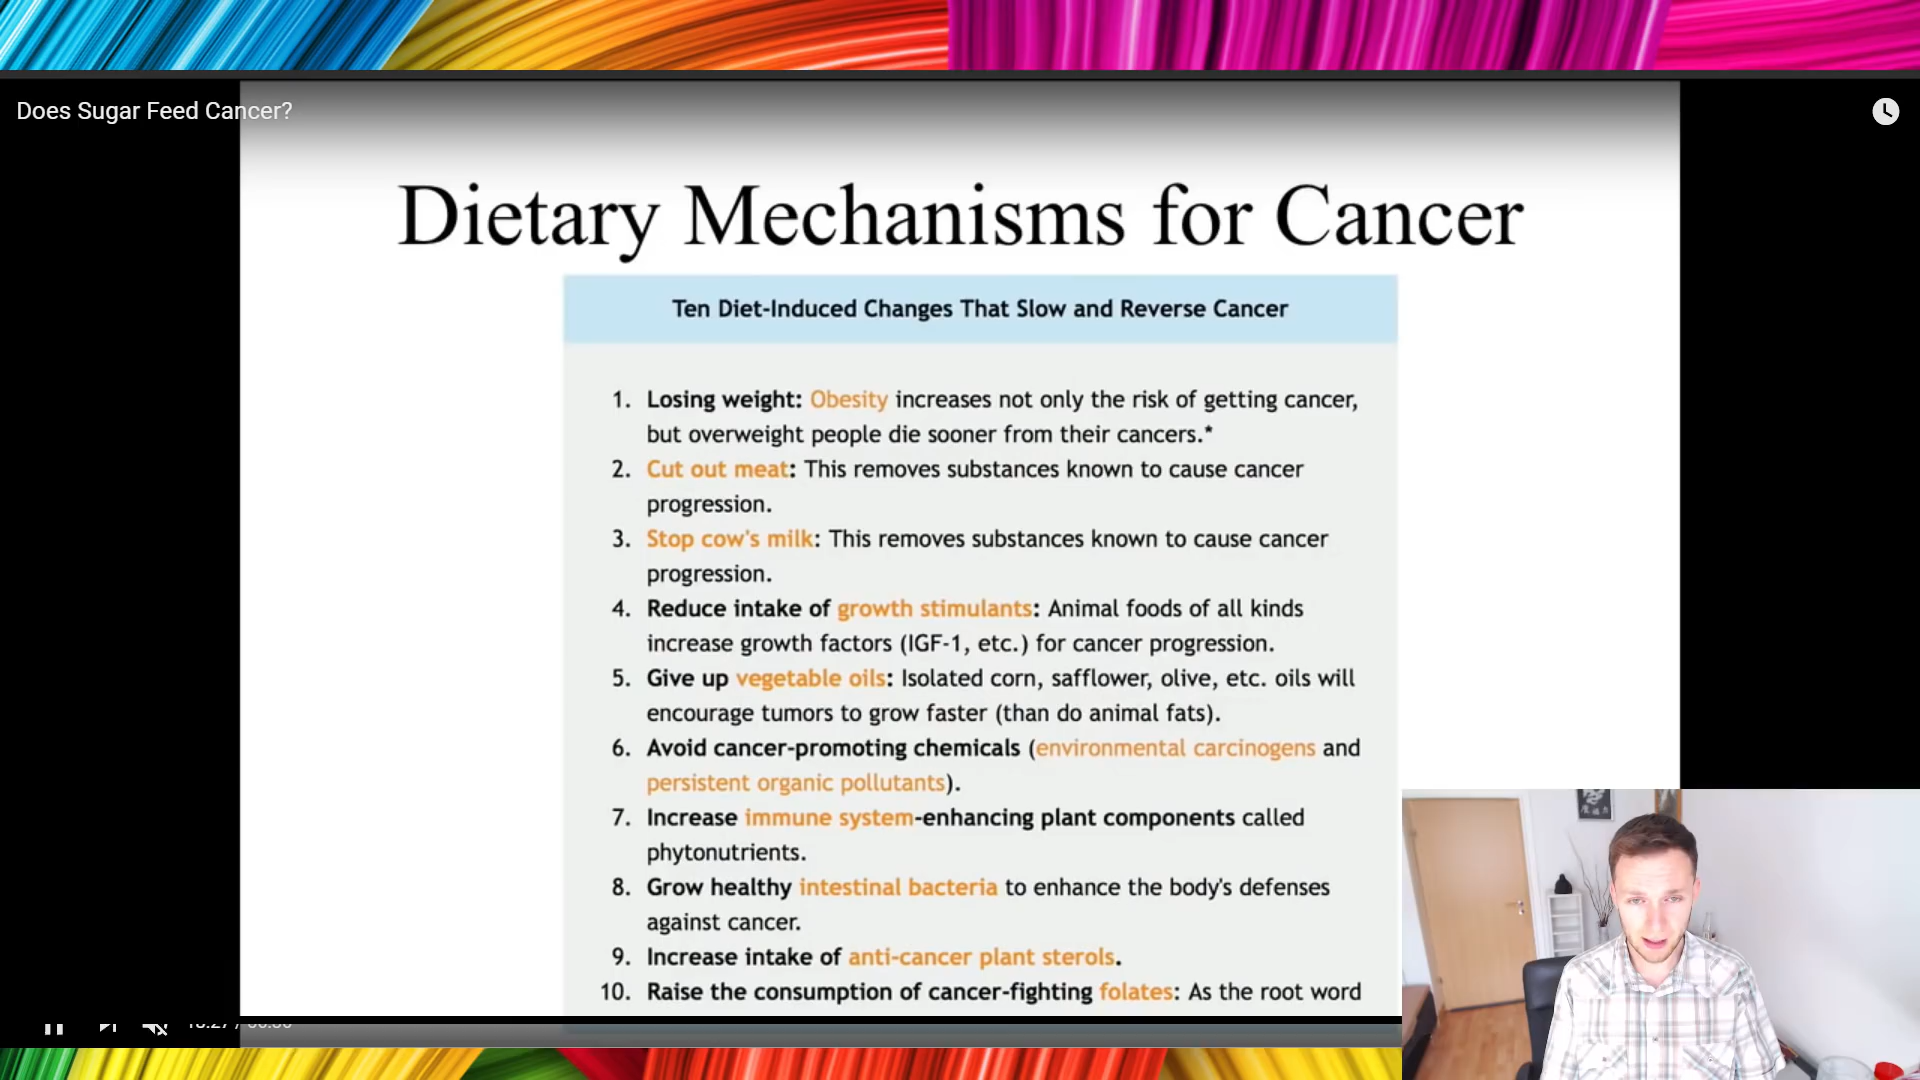 Does Sugar Feed Cancer?
Dietary Mechanisms for Cancer
Ten Diet-Induced Changes That Slow and Reverse Cancer
1. Losing weight: Obesity increases not only the risk of getting cancer,
but overweight people die sooner from their cancers.*
2. Cut out meat: This removes substances known to cause cancer
progression.
3. Stop cow's milk: This removes substances known to cause cancer
progression.
4. Reduce intake of growth stimulants: Animal foods of all kinds
increase growth factors (IGF-1, etc.) for cancer progression.
5. Give up vegetable oils: Isolated corn, safflower, olive, etc. oils will
encourage tumors to grow faster (than do animal fats).
6. Avoid cancer-promoting chemicals (environmental carcinogens and
persistent organic pollutants).
7. Increase immune system-enhancing plant components called
phytonutrients.
8. Grow healthy intestinal bacteria to enhance the body's defenses
against cancer.
9. Increase intake of anti-cancer plant sterols.
10. Raise the consumption of cancer-fighting folates: As the root word